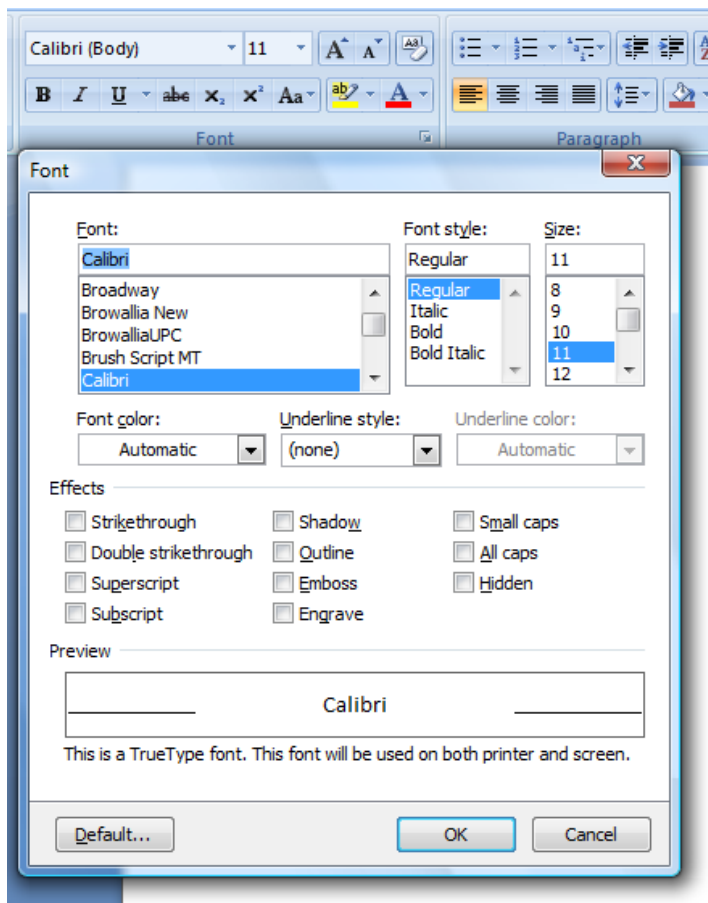 Calibri (Body) 11 A A Aa
B I U abc x₂ x² Aa ab A
Font Paragraph
Font
Font: Font style: Size:
Calibri Regular 11
Broadway Regular 8
Browallia New Italic 9
BrowalliaUPC Bold 10
Brush Script MT Bold Italic 11
Calibri 12
Font color: Underline style: Underline color:
Automatic (none) Automatic
Effects
Strikethrough Shadow Small caps
Double strikethrough Outline All caps
Superscript Emboss Hidden
Subscript Engrave
Preview
Calibri
This is a TrueType font. This font will be used on both printer and screen.
Default... OK Cancel